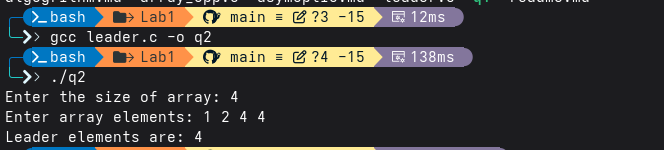 bash Lab1 main ≡ ?3 -15 12ms
gcc leader.c -o q2
bash Lab1 main ≡ ?4 -15 138ms
./q2
Enter the size of array: 4
Enter array elements: 1 2 4 4
Leader elements are: 4